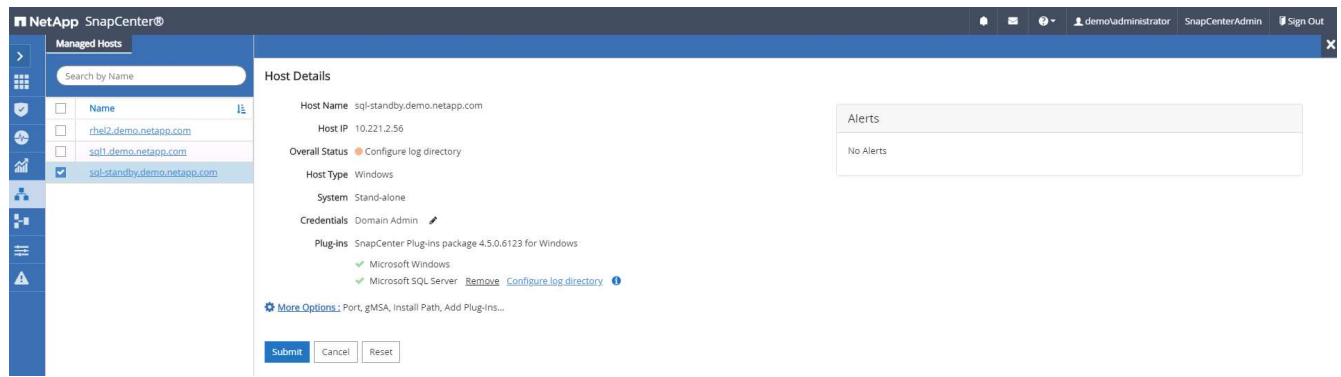 NetApp SnapCenter®
demo\administrator SnapCenterAdmin Sign Out
Managed Hosts
Search by Name
Name
rhel2.demo.netapp.com
sql1.demo.netapp.com
sql-standby.demo.netapp.com
Host Details
Host Name sql-standby.demo.netapp.com
Host IP 10.221.2.56
Overall Status Configure log directory
Host Type Windows
System Stand-alone
Credentials Domain Admin
Plug-ins SnapCenter Plug-ins package 4.5.0.6123 for Windows
Microsoft Windows
Microsoft SQL Server Remove Configure log directory
More Options : Port, gMSA, Install Path, Add Plug-Ins...
Submit Cancel Reset
Alerts
No Alerts